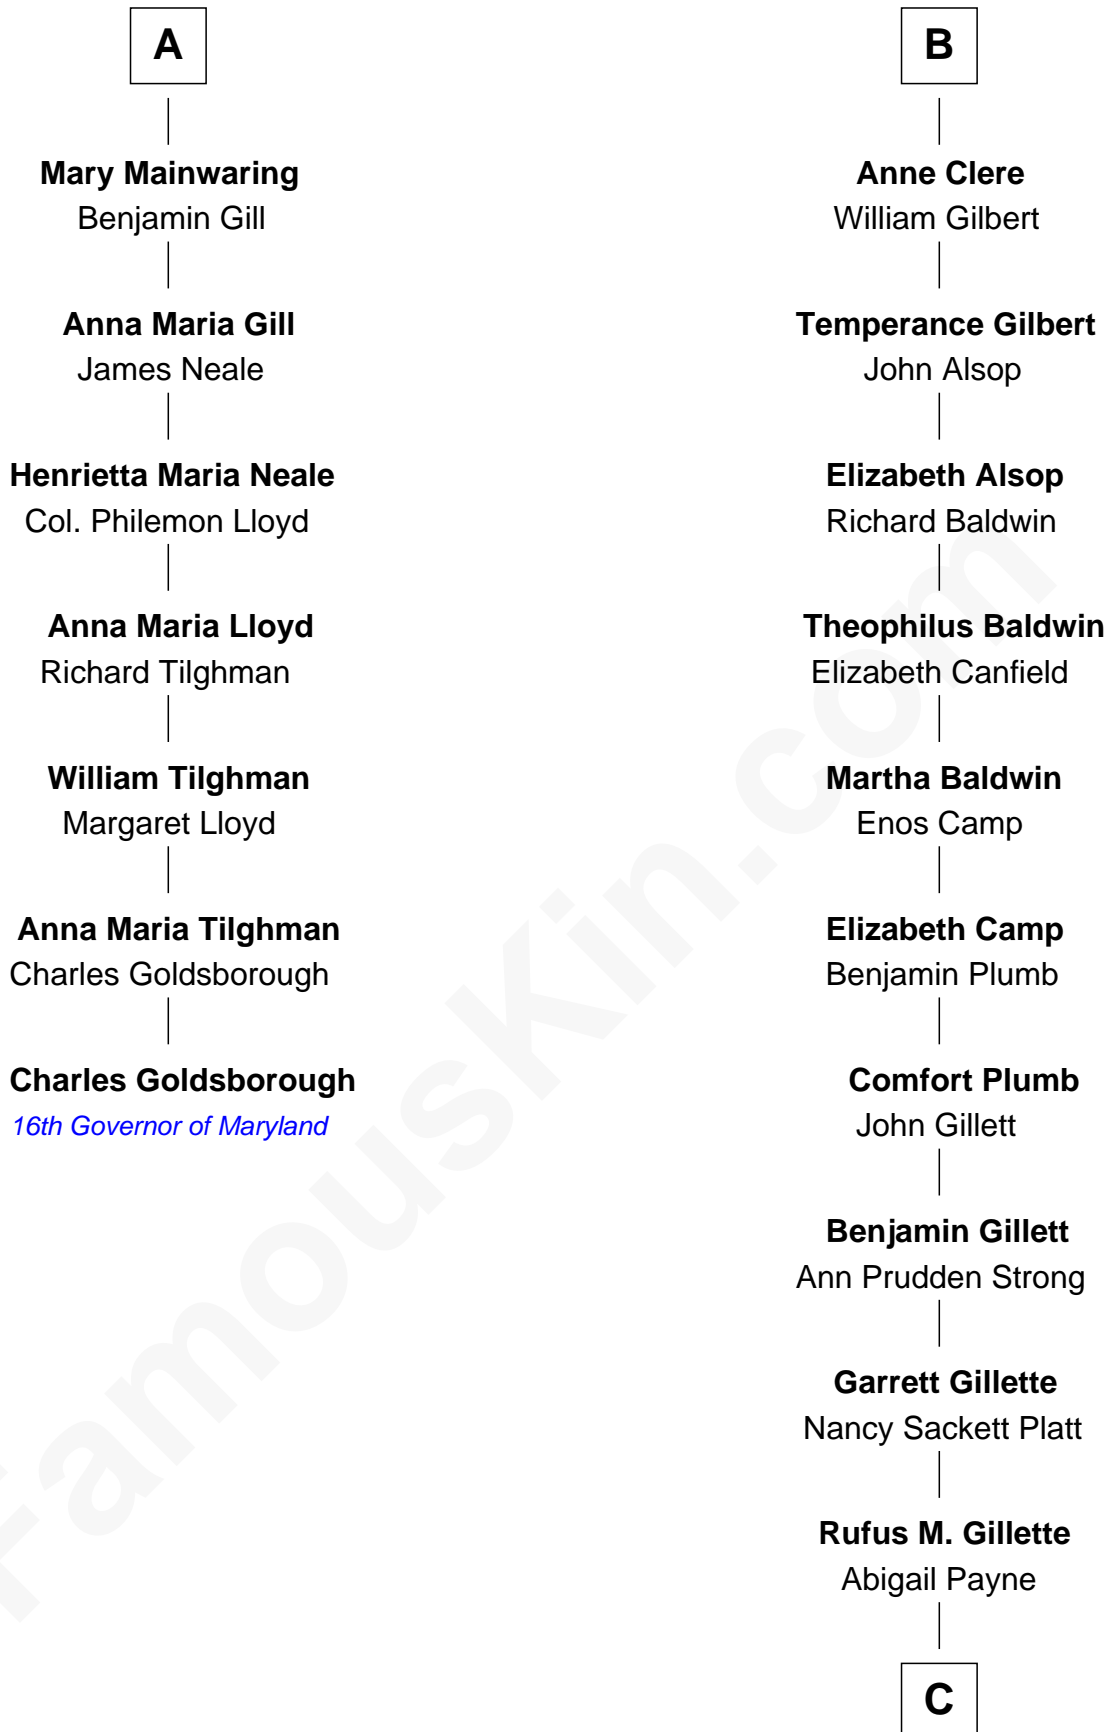 A
Mary Mainwaring
Benjamin Gill
Anna Maria Gill
James Neale
Henrietta Maria Neale
Col. Philemon Lloyd
Anna Maria Lloyd
Richard Tilghman
William Tilghman
Margaret Lloyd
Anna Maria Tilghman
Charles Goldsborough
Charles Goldsborough
16th Governor of Maryland
B
Anne Clere
William Gilbert
Temperance Gilbert
John Alsop
Elizabeth Alsop
Richard Baldwin
Theophilus Baldwin
Elizabeth Canfield
Martha Baldwin
Enos Camp
Elizabeth Camp
Benjamin Plumb
Comfort Plumb
John Gillett
Benjamin Gillett
Ann Prudden Strong
Garrett Gillette
Nancy Sackett Platt
Rufus M. Gillette
Abigail Payne
C
FamousKin.com